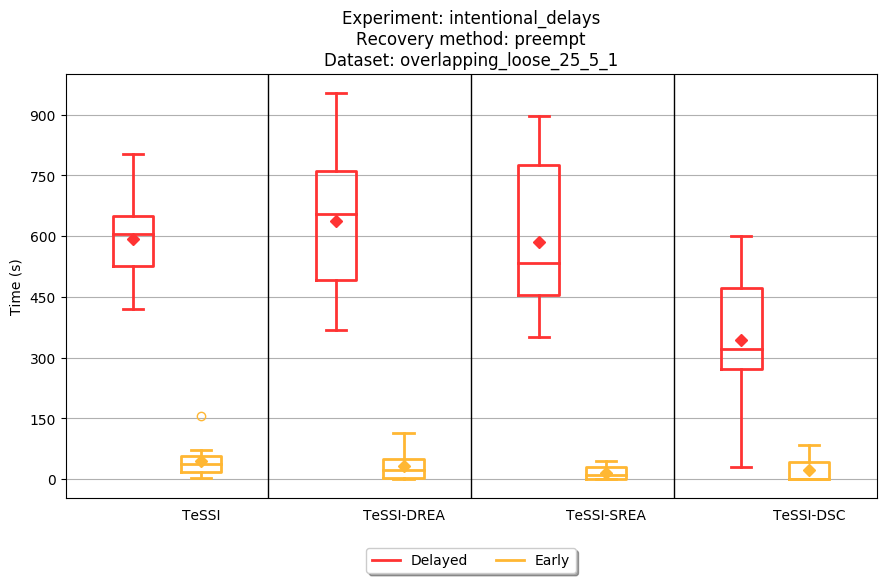 Experiment: intentional_delays
Recovery method: preempt
Dataset: overlapping_loose_25_5_1
900
750
600
450
300
150
0
Time (s)
TeSSI
TeSSI-DREA
TeSSI-SREA
TeSSI-DSC
Delayed
Early